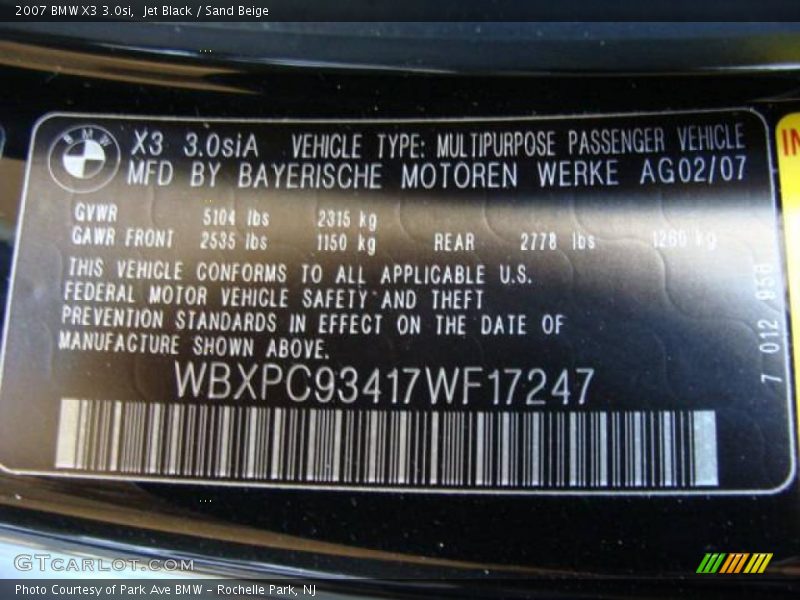 2007 BMW X3 3.0si, Jet Black / Sand Beige
BMW
X3 3.0siA VEHICLE TYPE: MULTIPURPOSE PASSENGER VEHICLE
MFD BY BAYERISCHE MOTOREN WERKE AG02/07
GVWR 5104 lbs 2315 kg
GAWR FRONT 2535 lbs 1150 kg REAR 2778 lbs 1260 kg
THIS VEHICLE CONFORMS TO ALL APPLICABLE U.S.
FEDERAL MOTOR VEHICLE SAFETY AND THEFT
PREVENTION STANDARDS IN EFFECT ON THE DATE OF
MANUFACTURE SHOWN ABOVE.
WBXPC93417WF17247
7 012 956
IN
GTcarlot.com
Photo Courtesy of Park Ave BMW - Rochelle Park, NJ